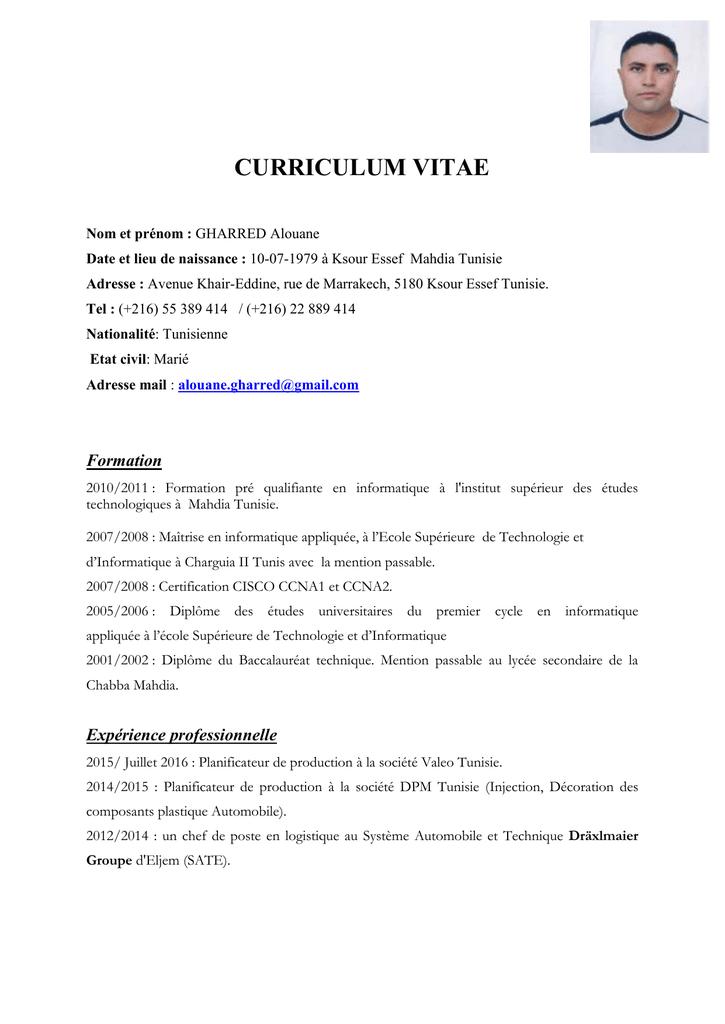 CURRICULUM VITAE
Nom et prénom : GHARRED Alouane
Date et lieu de naissance : 10-07-1979 à Ksour Essef Mahdia Tunisie
Adresse : Avenue Khair-Eddine, rue de Marrakech, 5180 Ksour Essef Tunisie.
Tel : (+216) 55 389 414 / (+216) 22 889 414
Nationalité: Tunisienne
Etat civil: Marié
Adresse mail : alouane.gharred@gmail.com
Formation
2010/2011 : Formation pré qualifiante en informatique à l'institut supérieur des études
technologiques à Mahdia Tunisie.
2007/2008 : Maîtrise en informatique appliquée, à l’Ecole Supérieure de Technologie et
d’Informatique à Charguia II Tunis avec la mention passable.
2007/2008 : Certification CISCO CCNA1 et CCNA2.
2005/2006 : Diplôme des études universitaires du premier cycle en informatique
appliquée à l’école Supérieure de Technologie et d’Informatique
2001/2002 : Diplôme du Baccalauréat technique. Mention passable au lycée secondaire de la
Chabba Mahdia.
Expérience professionnelle
2015/ Juillet 2016 : Planificateur de production à la société Valeo Tunisie.
2014/2015 : Planificateur de production à la société DPM Tunisie (Injection, Décoration des
composants plastique Automobile).
2012/2014 : un chef de poste en logistique au Système Automobile et Technique Dräxlmaier
Groupe d'Eljem (SATE).